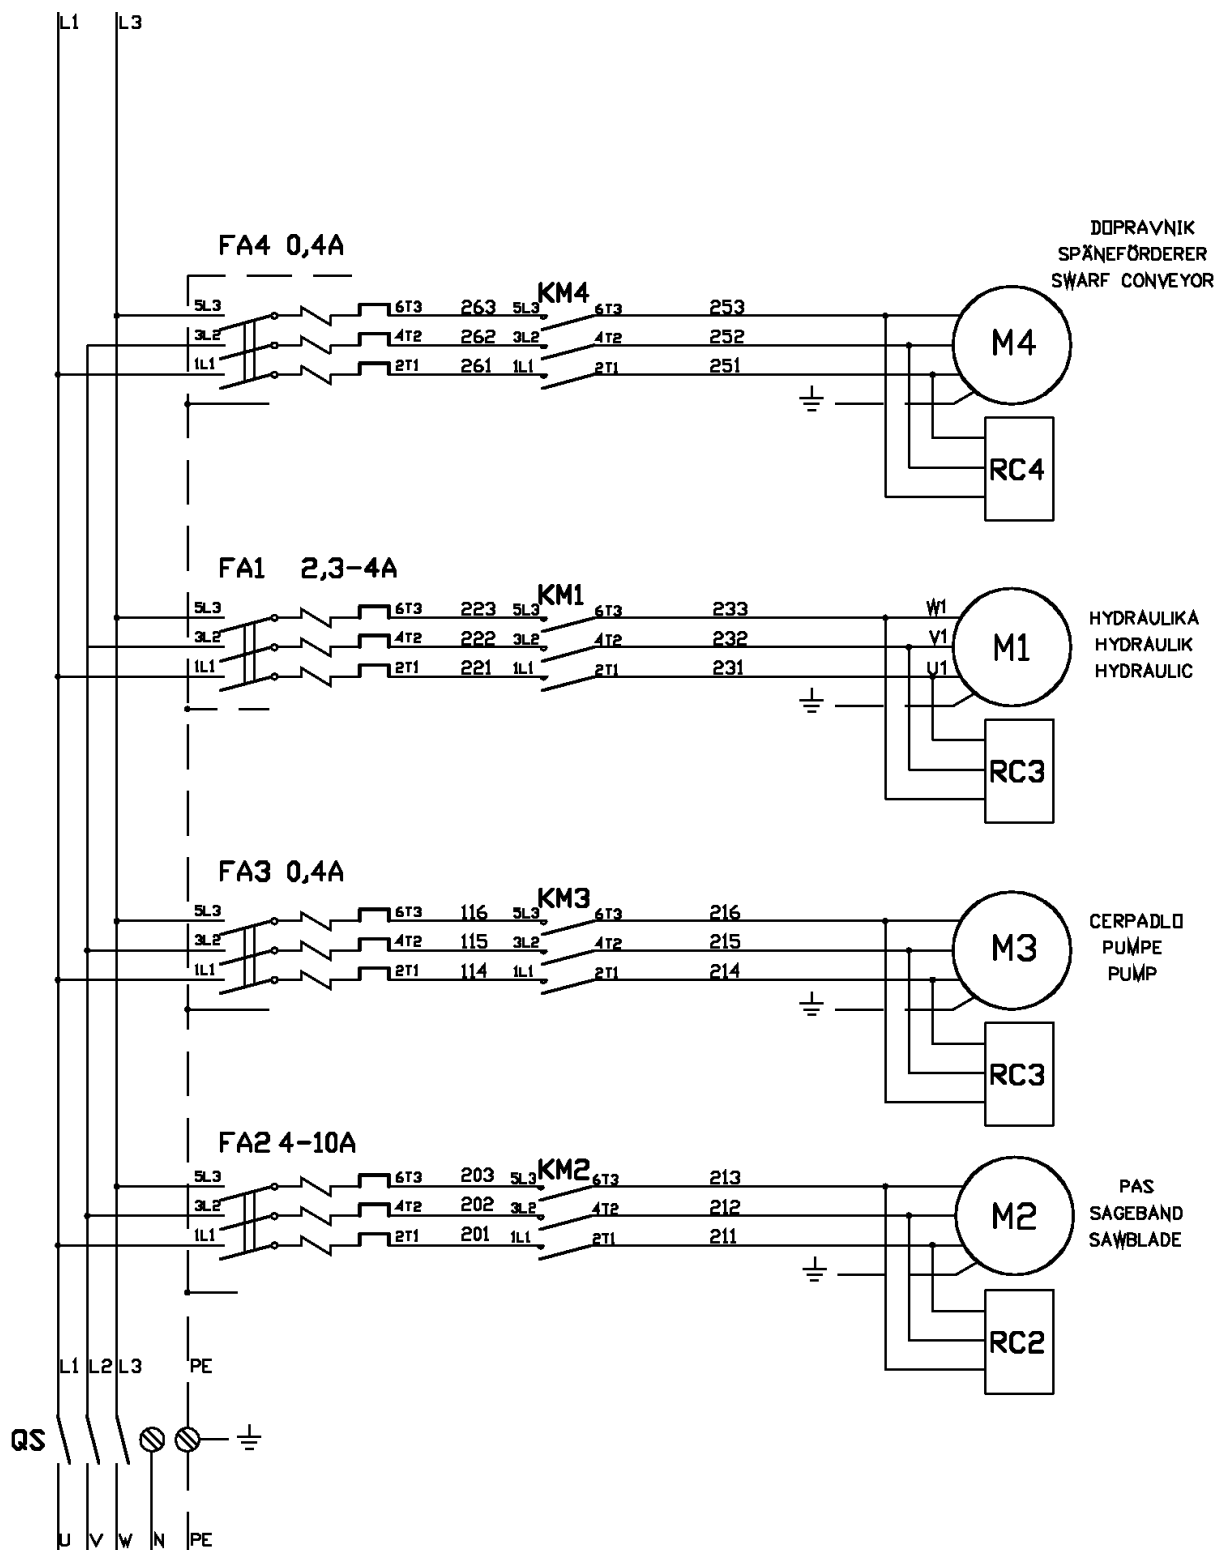 L1 L3
DOPRAVNIK
FA4 0,4A
SPÄNEFÖRDERER
SWARF CONVEYOR
KM4
5L3 6T3 263 5L3 6T3 253
3L2 4T2 262 3L2 4T2 252
M4
1L1 2T1 261 1L1 2T1 251
RC4
FA1 2,3-4A
KM1
5L3 6T3 223 5L3 6T3 233 W1
HYDRAULIKA
3L2 4T2 222 3L2 4T2 232 V1
M1
HYDRAULIK
1L1 2T1 221 1L1 2T1 231 U1
HYDRAULIC
RC3
FA3 0,4A
KM3
5L3 6T3 116 5L3 6T3 216
CERPADLO
3L2 4T2 115 3L2 4T2 215
M3
PUMPE
1L1 2T1 114 1L1 2T1 214
PUMP
RC3
FA2 4-10A
KM2
5L3 6T3 203 5L3 6T3 213
PAS
3L2 4T2 202 3L2 4T2 212
M2
SAGEBAND
1L1 2T1 201 1L1 2T1 211
SAWBLADE
RC2
L1 L2 L3 PE
QS
U V W N PE